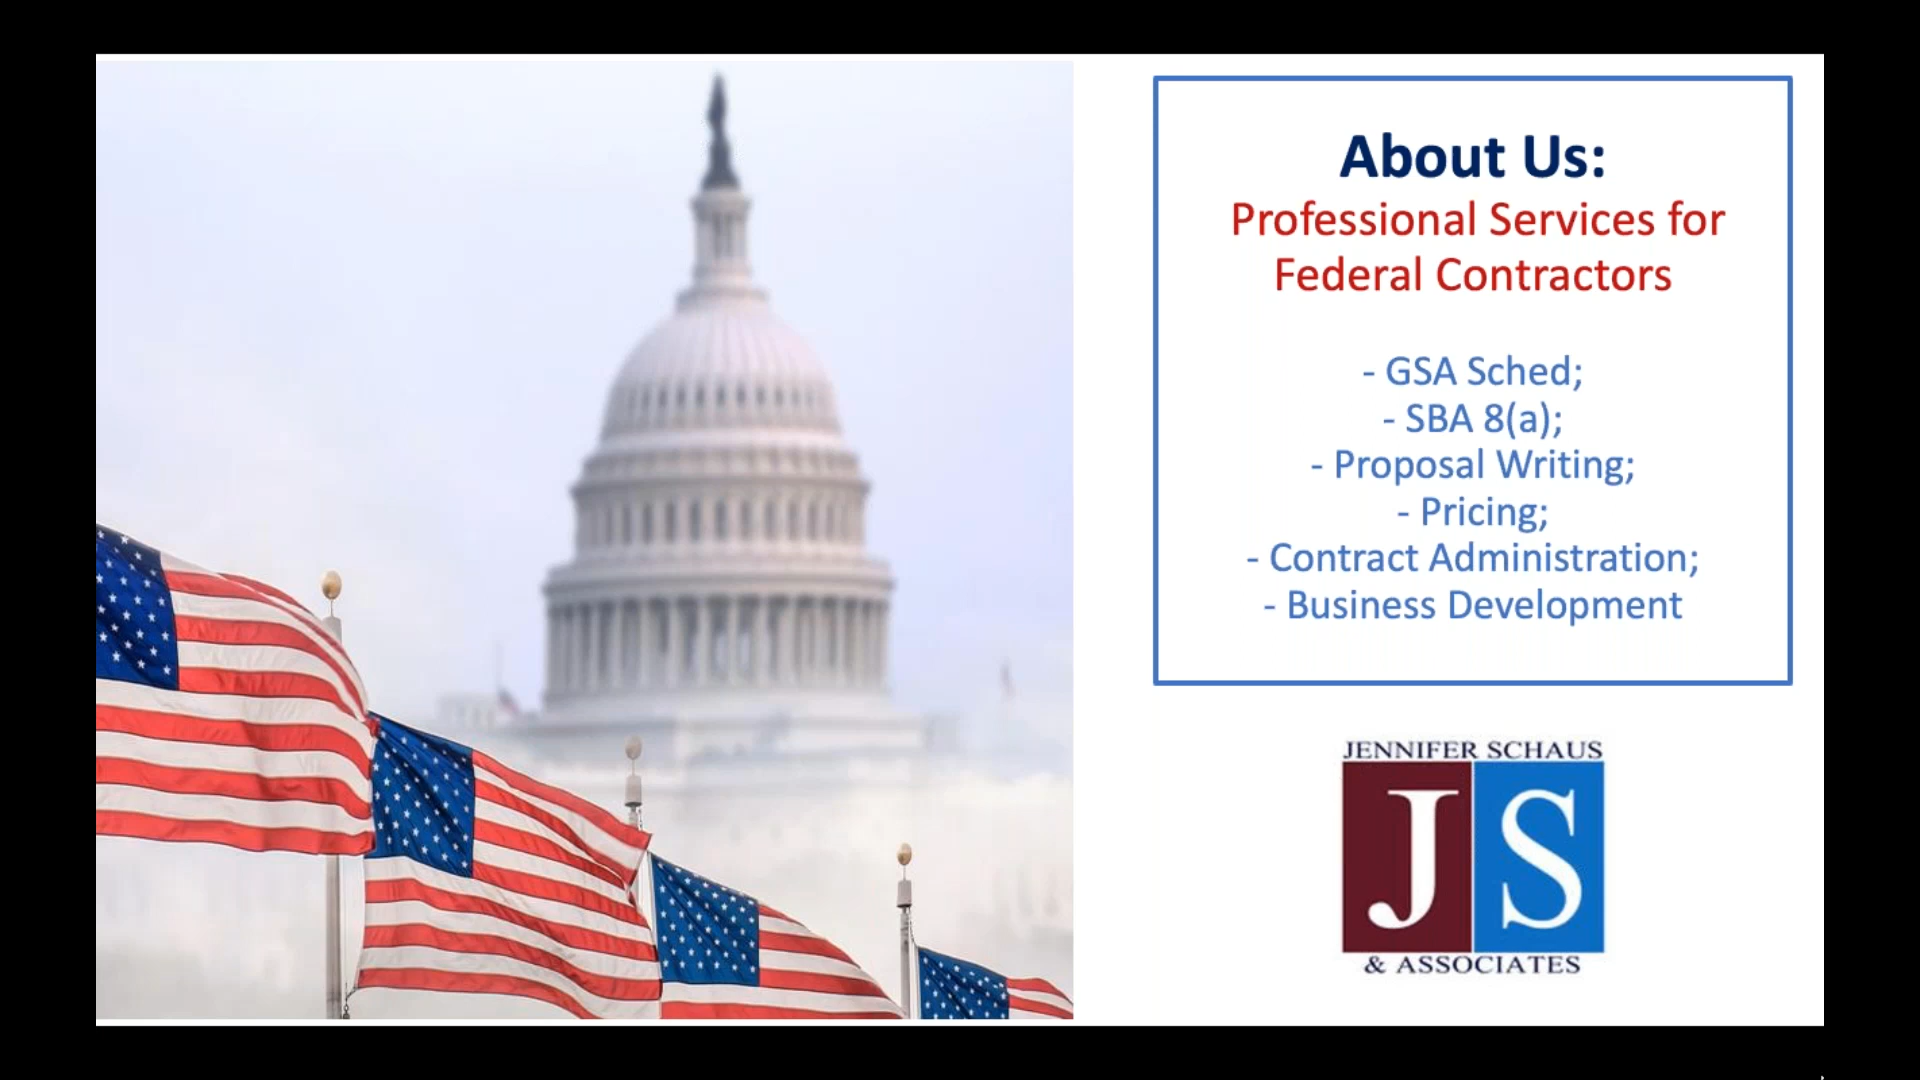 About Us:
Professional Services for
Federal Contractors
- GSA Sched;
- SBA 8(a);
- Proposal Writing;
- Pricing;
- Contract Administration;
- Business Development
JENNIFER SCHAUS
JS
& ASSOCIATES